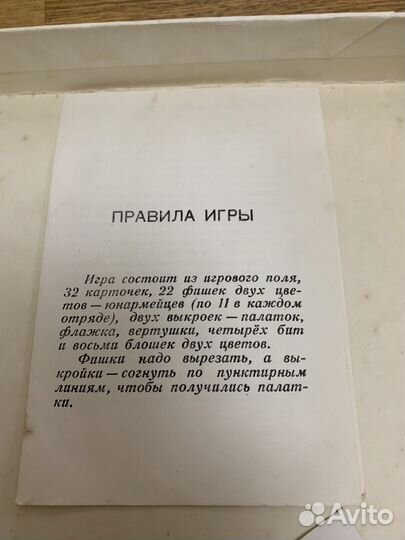 ПРАВИЛА ИГРЫ
Игра состоит из игрового поля,
32 карточек, 22 фишек двух цве-
тов — юнармейцев (по 11 в каждом
отряде), двух выкроек — палаток,
флажка, вертушки, четырёх бит
и восьми блошек двух цветов.
Фишки надо вырезать, а вы-
кройки — согнуть по пунктирным
линиям, чтобы получились палат-
ки.
Avito